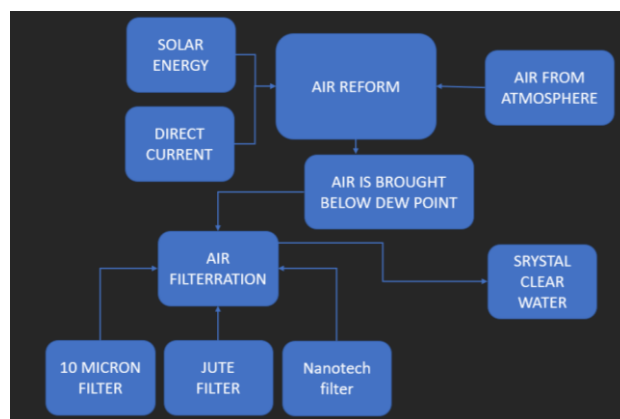 SOLAR
ENERGY
AIR REFORM
AIR FROM
ATMOSPHERE
DIRECT
CURRENT
AIR IS BROUGHT
BELOW DEW POINT
AIR
FILTERRATION
SRYSTAL
CLEAR
WATER
10 MICRON
FILTER
JUTE
FILTER
Nanotech
filter